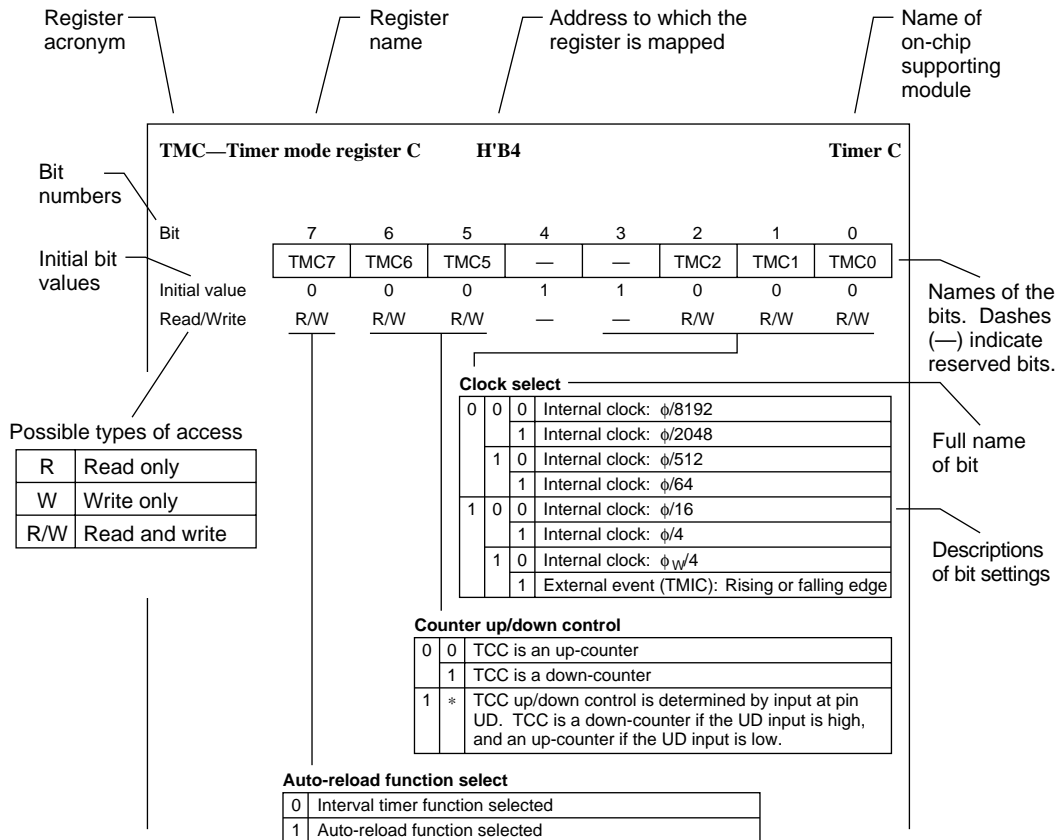 Register
acronym
Register
name
Address to which the
register is mapped
Name of
on-chip
supporting
module
TMC—Timer mode register C H'B4 Timer C
Bit
numbers
Bit 7 6 5 4 3 2 1 0
Initial bit
values
TMC7 TMC6 TMC5 — — TMC2 TMC1 TMC0
Initial value 0 0 0 1 1 0 0 0
Read/Write R/W R/W R/W — — R/W R/W R/W
Names of the
bits. Dashes
(—) indicate
reserved bits.
Possible types of access
R Read only
W Write only
R/W Read and write
Clock select
0 0 0 Internal clock: ϕ/8192
1 Internal clock: ϕ/2048
1 0 Internal clock: ϕ/512
1 Internal clock: ϕ/64
1 0 0 Internal clock: ϕ/16
1 Internal clock: ϕ/4
1 0 Internal clock: ϕW/4
1 External event (TMIC): Rising or falling edge
Full name
of bit
Descriptions
of bit settings
Counter up/down control
0 0 TCC is an up-counter
1 TCC is a down-counter
1 * TCC up/down control is determined by input at pin
UD. TCC is a down-counter if the UD input is high,
and an up-counter if the UD input is low.
Auto-reload function select
0 Interval timer function selected
1 Auto-reload function selected